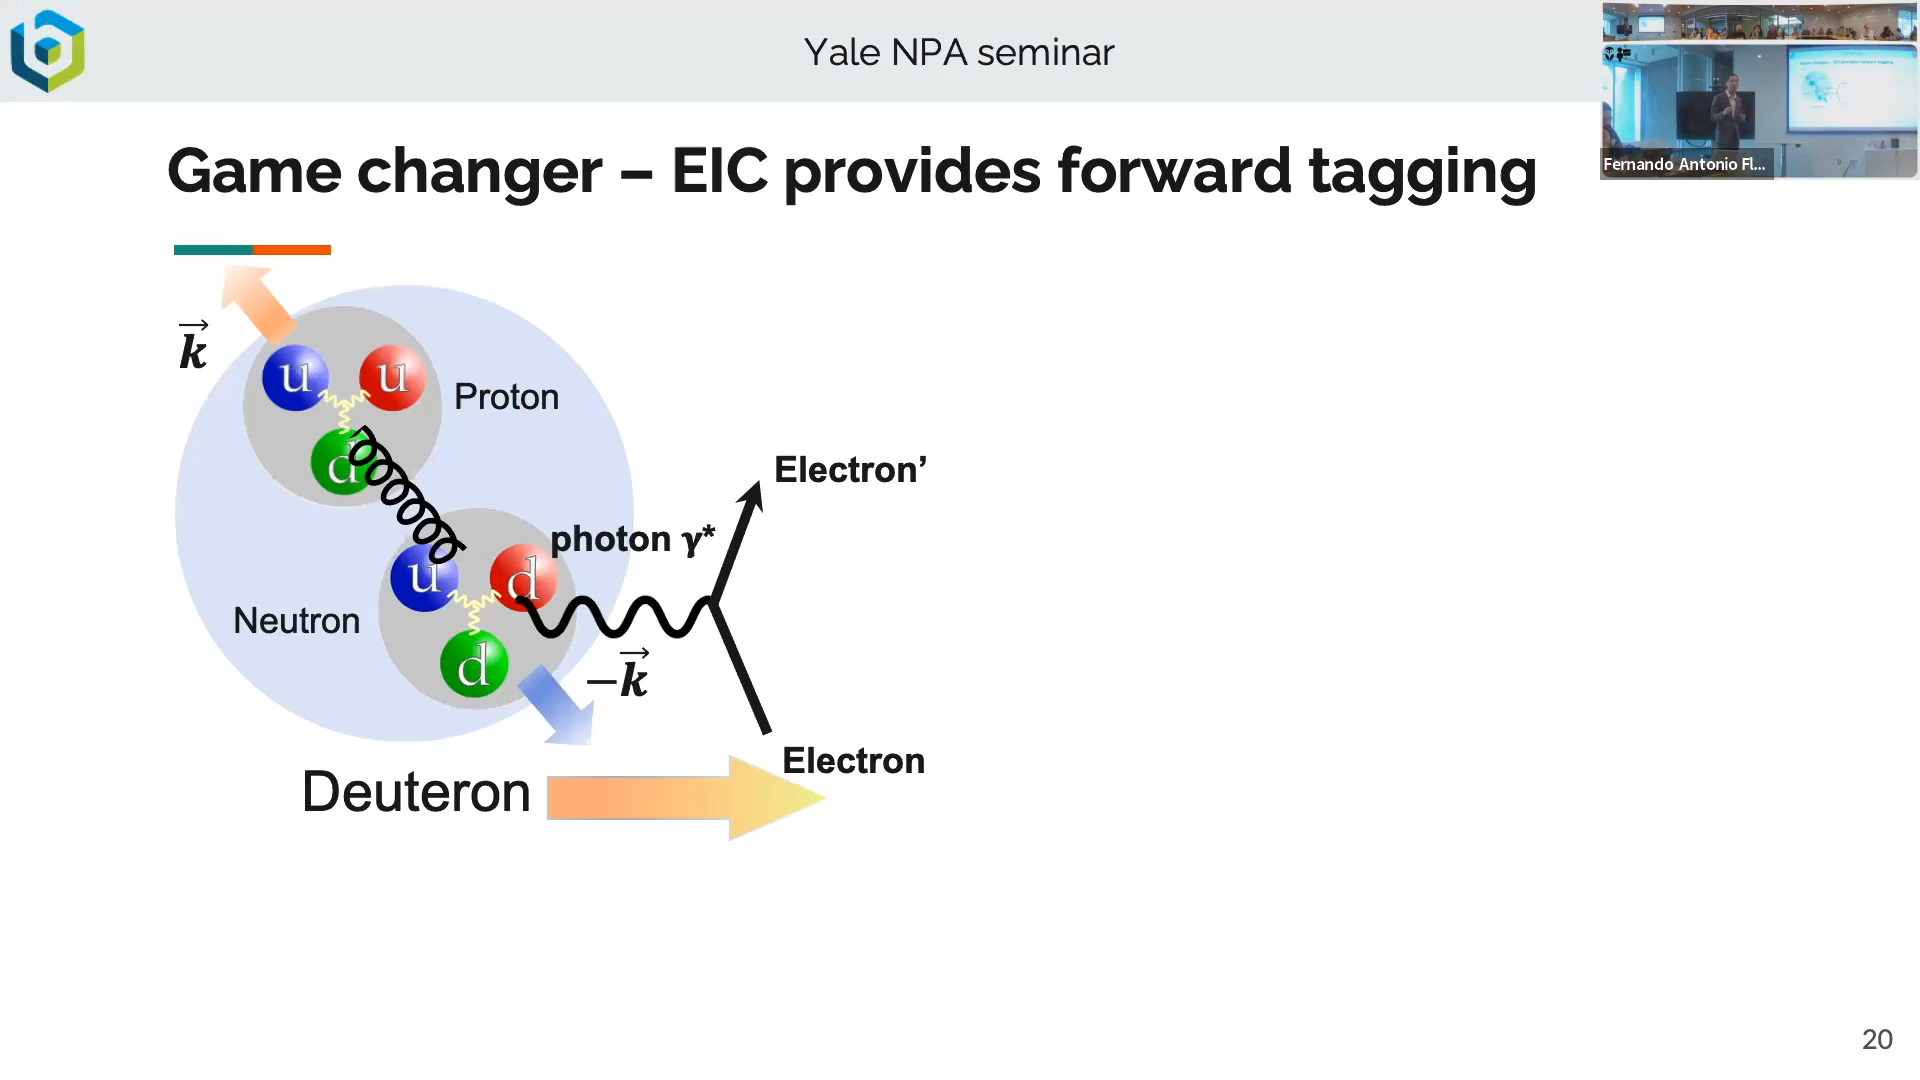 Yale NPA seminar
Game changer – EIC provides forward tagging
Fernando Antonio Fl...
k
u u
Proton
d
Electron'
photon γ*
u d
Neutron
d
−k
Electron
Deuteron
20